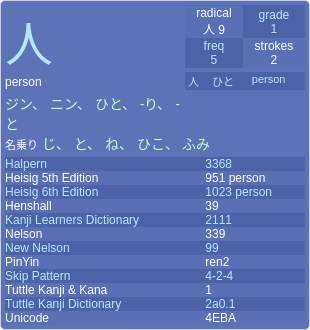 人
radical
人 9
grade
1
freq
5
strokes
2
person
人 ひと person
ジン、 ニン、 ひと、 -り、 -
と
名乗り じ、 と、 ね、 ひこ、 ふみ
Halpern 3368
Heisig 5th Edition 951 person
Heisig 6th Edition 1023 person
Henshall 39
Kanji Learners Dictionary 2111
Nelson 339
New Nelson 99
PinYin ren2
Skip Pattern 4-2-4
Tuttle Kanji & Kana 1
Tuttle Kanji Dictionary 2a0.1
Unicode 4EBA